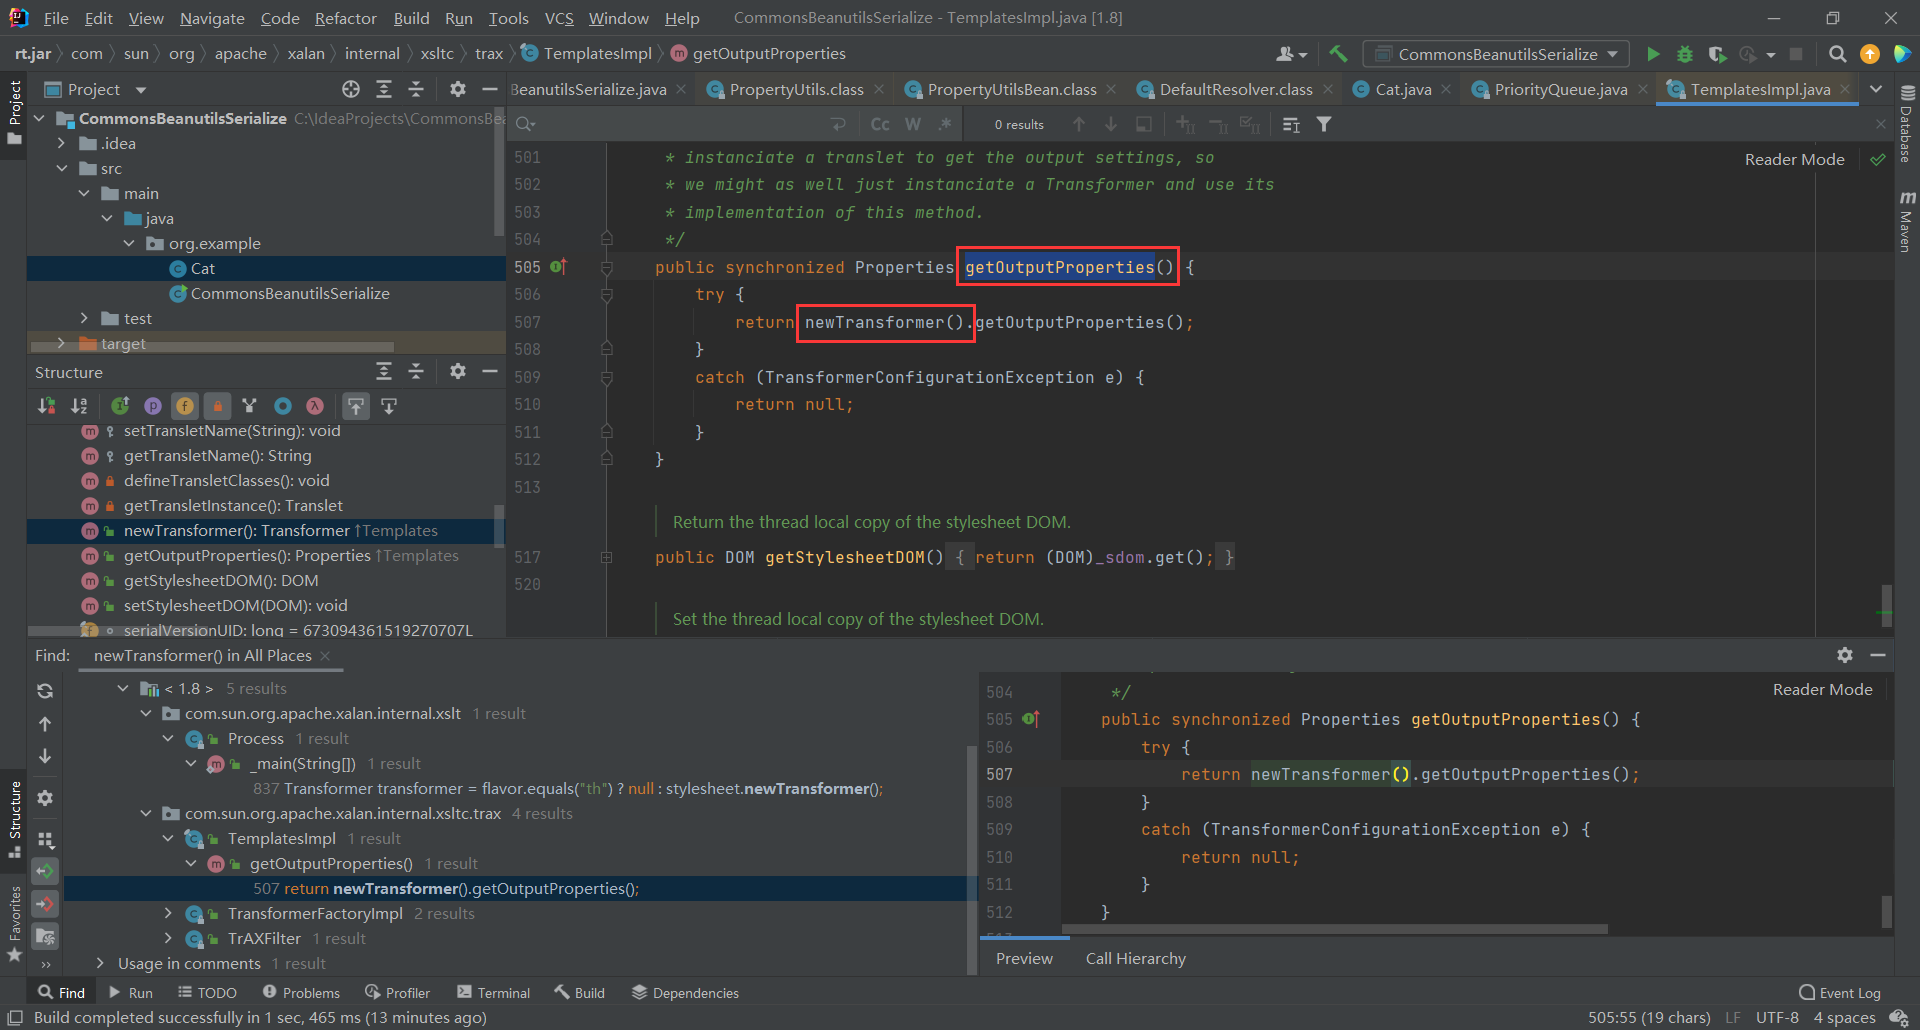 File Edit View Navigate Code Refactor Build Run Tools VCS Window Help CommonsBeanutilsSerialize - TemplatesImpl.java [1.8]
rt.jar com sun org apache xalan internal xsltc trax TemplatesImpl getOutputProperties CommonsBeanutilsSerialize
Project
Project
BeanutilsSerialize.java PropertyUtils.class PropertyUtilsBean.class DefaultResolver.class Cat.java PriorityQueue.java TemplatesImpl.java
Cc W .* 0 results
CommonsBeanutilsSerialize C:\IdeaProjects\CommonsBe
.idea
src
main
java
org.example
Cat
CommonsBeanutilsSerialize
test
target
Structure
setTransletName(String): void
getTransletName(): String
defineTransletClasses(): void
getTransletInstance(): Translet
newTransformer(): Transformer ↑Templates
getOutputProperties(): Properties ↑Templates
getStylesheetDOM(): DOM
setStylesheetDOM(DOM): void
serialVersionUID: long = 673094361519270707L
Reader Mode
501 * instanciate a translet to get the output settings, so
502 * we might as well just instanciate a Transformer and use its
503 * implementation of this method.
504 */
505 public synchronized Properties getOutputProperties() {
506 try {
507 return newTransformer().getOutputProperties();
508 }
509 catch (TransformerConfigurationException e) {
510 return null;
511 }
512 }
513
Return the thread local copy of the stylesheet DOM.
517 public DOM getStylesheetDOM() { return (DOM)_sdom.get(); }
520
Set the thread local copy of the stylesheet DOM.
Database
m Maven
Find: newTransformer() in All Places
< 1.8 > 5 results
com.sun.org.apache.xalan.internal.xslt 1 result
Process 1 result
_main(String[]) 1 result
837 Transformer transformer = flavor.equals("th") ? null : stylesheet.newTransformer();
com.sun.org.apache.xalan.internal.xsltc.trax 4 results
TemplatesImpl 1 result
getOutputProperties() 1 result
507 return newTransformer().getOutputProperties();
TransformerFactoryImpl 2 results
TrAXFilter 1 result
Usage in comments 1 result
Structure
Favorites
Reader Mode
504 */
505 public synchronized Properties getOutputProperties() {
506 try {
507 return newTransformer().getOutputProperties();
508 }
509 catch (TransformerConfigurationException e) {
510 return null;
511 }
512 }
Preview Call Hierarchy
Find Run TODO Problems Profiler Terminal Build Dependencies Event Log
Build completed successfully in 1 sec, 465 ms (13 minutes ago) 505:55 (19 chars) LF UTF-8 4 spaces